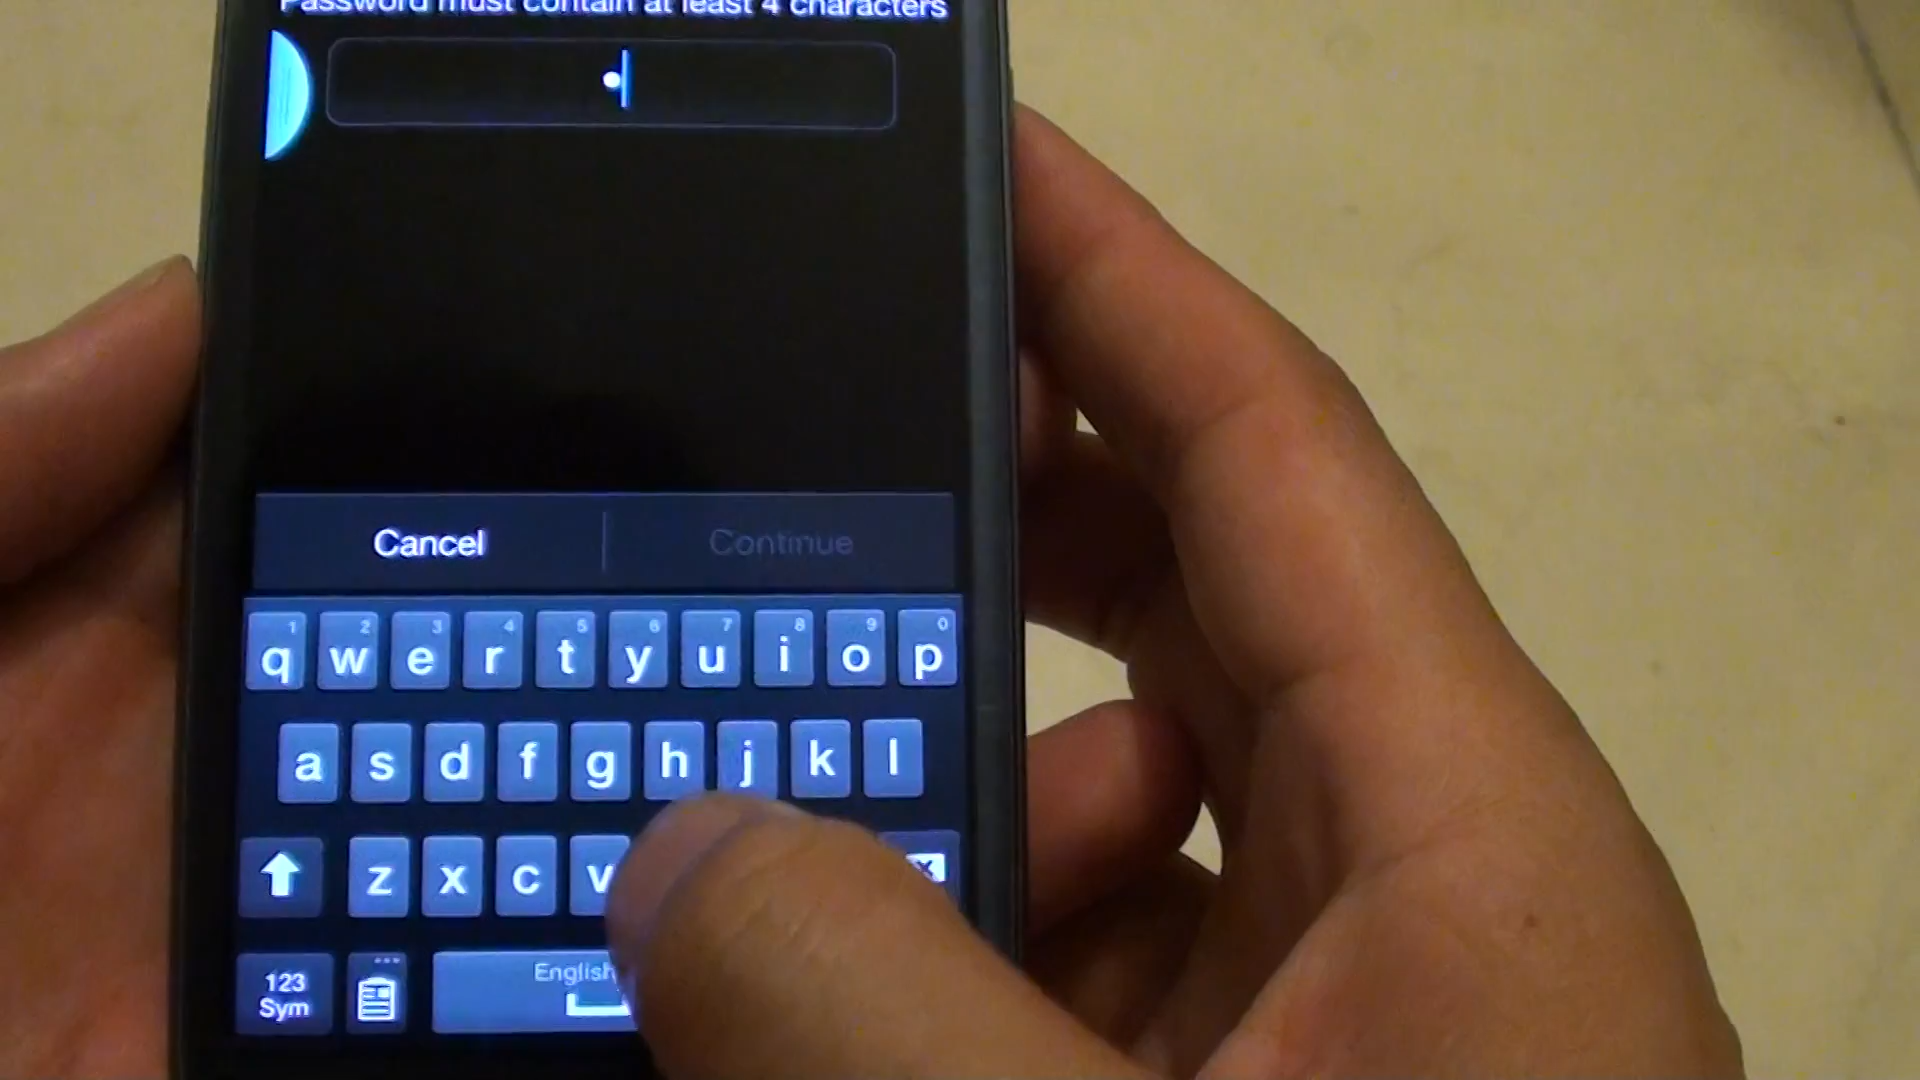 Password must contain at least 4 characters
Cancel Continue
1 2 3 4 5 6 7 8 9 0
q w e r t y u i o p
a s d f g h j k l
z x c v
English
123
Sym